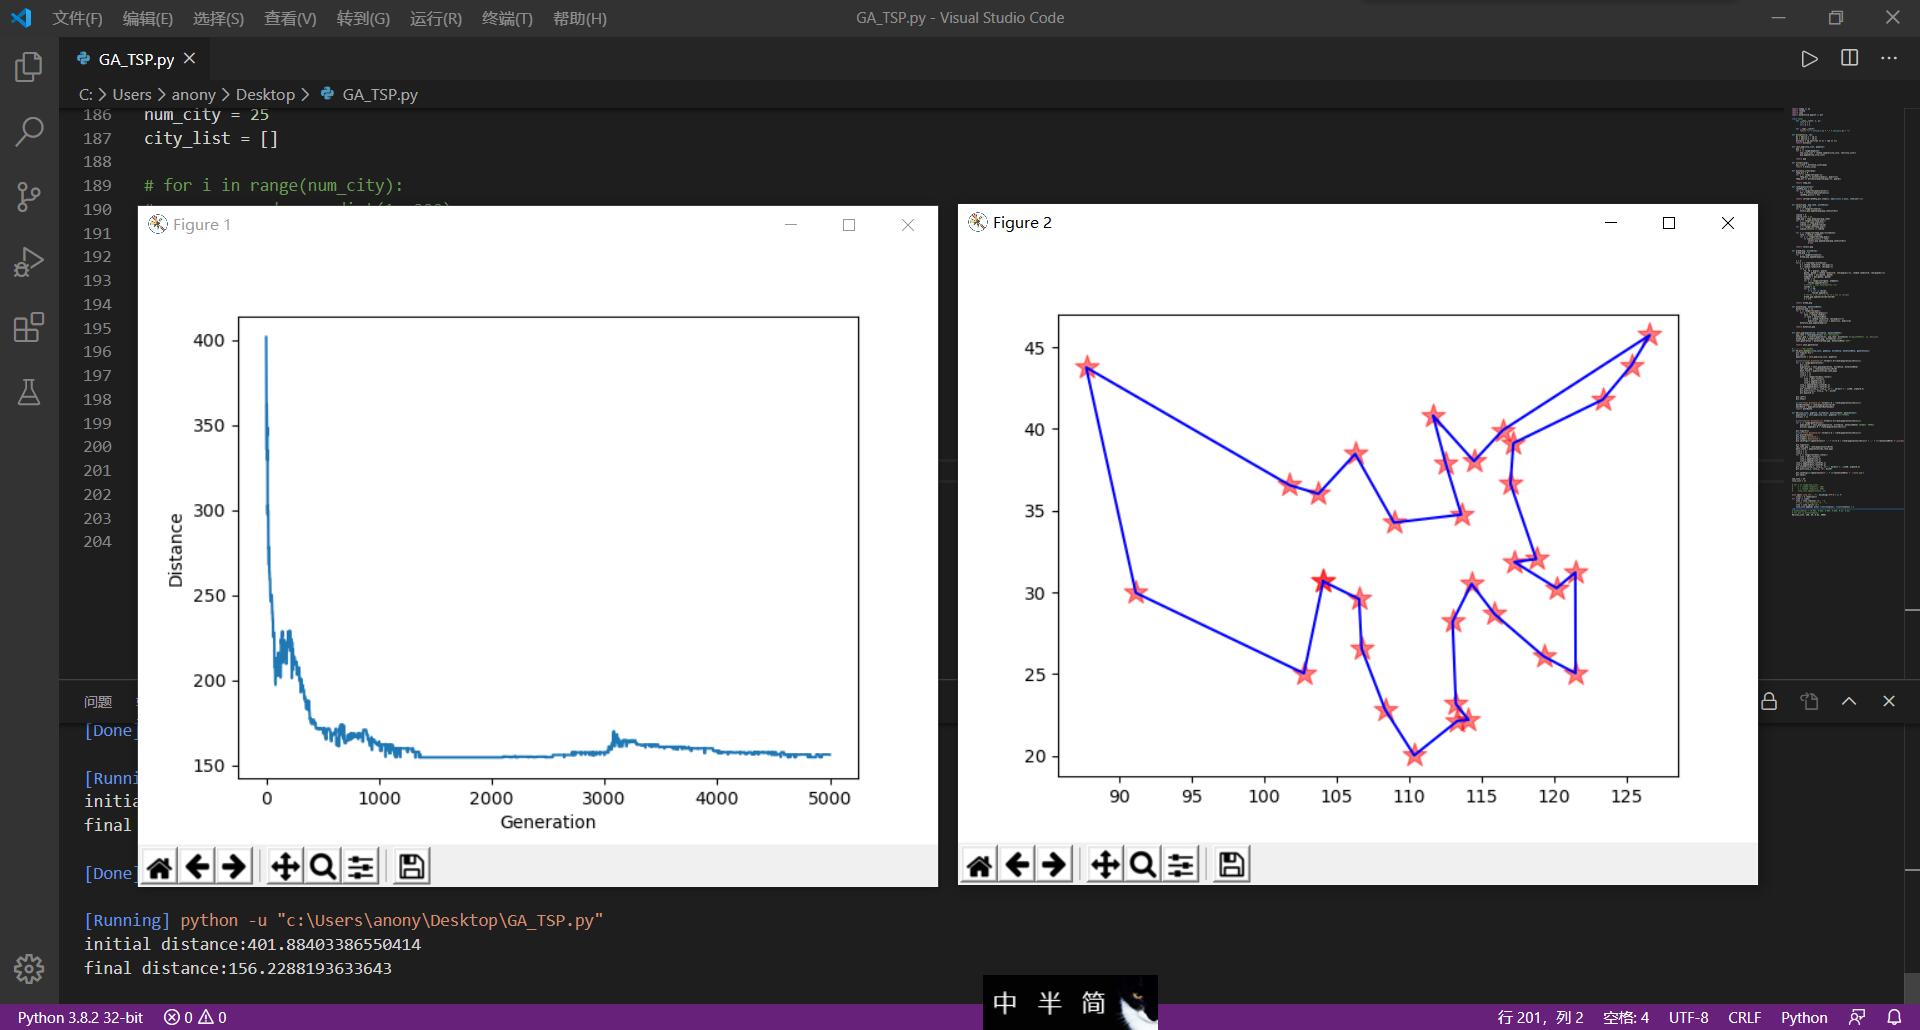 文件(F) 编辑(E) 选择(S) 查看(V) 转到(G) 运行(R) 终端(T) 帮助(H)
GA_TSP.py - Visual Studio Code
GA_TSP.py
C: > Users > anony > Desktop > GA_TSP.py
186 num_city = 25
187 city_list = []
188
189 # for i in range(num_city):
190
191
192
193
194
195
196
197
198
199
200
201
202
203
204
Figure 1
400
350
300
250
200
150
Distance
0 1000 2000 3000 4000 5000
Generation
Figure 2
45
40
35
30
25
20
90 95 100 105 110 115 120 125
问题
[Done]
[Runni
initia
final
[Done]
[Running] python -u "c:\Users\anony\Desktop\GA_TSP.py"
initial distance:401.88403386550414
final distance:156.2288193633643
中 半 简
Python 3.8.2 32-bit 0 0
行 201，列 2 空格: 4 UTF-8 CRLF Python